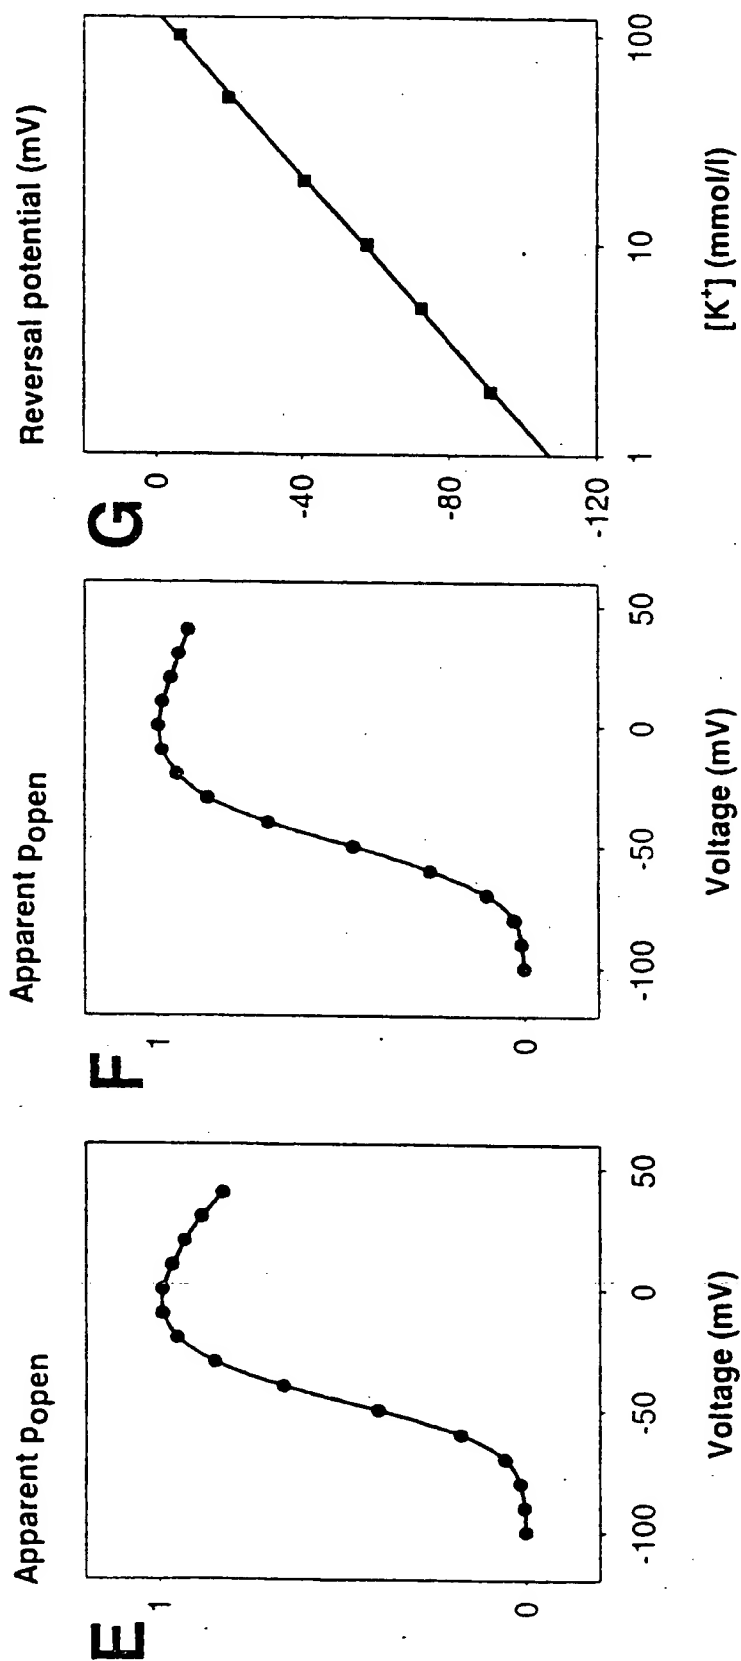 E
Apparent popen
1
0
-100
-50
0
50
Voltage (mV)
F
Apparent popen
1
0
-100
-50
0
50
Voltage (mV)
G
Reversal potential (mV)
0
-40
-80
-120
1
10
100
[K+] (mmol/l)